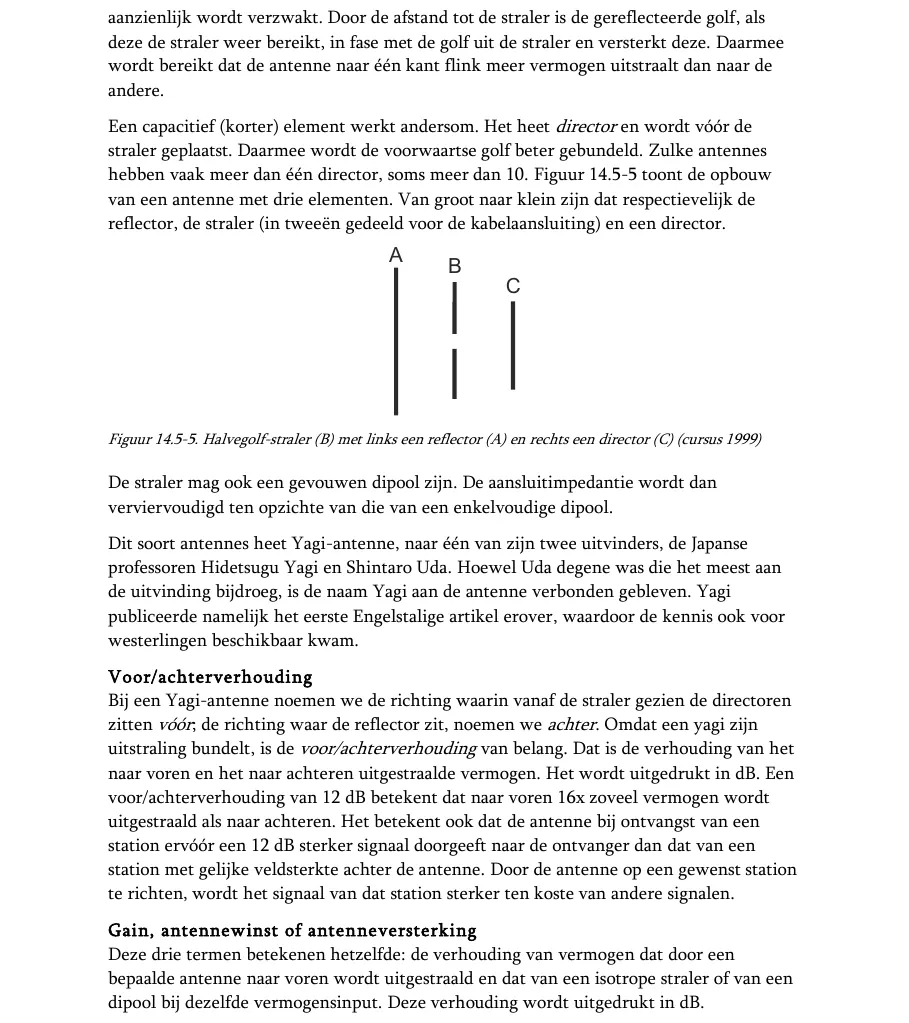 aanzienlijk wordt verzwakt. Door de afstand tot de straler is de gereflecteerde golf, als
deze de straler weer bereikt, in fase met de golf uit de straler en versterkt deze. Daarmee
wordt bereikt dat de antenne naar één kant flink meer vermogen uitstraalt dan naar de
andere.
Een capacitief (korter) element werkt andersom. Het heet director en wordt vóór de
straler geplaatst. Daarmee wordt de voorwaartse golf beter gebundeld. Zulke antennes
hebben vaak meer dan één director, soms meer dan 10. Figuur 14.5-5 toont de opbouw
van een antenne met drie elementen. Van groot naar klein zijn dat respectievelijk de
reflector, de straler (in tweeën gedeeld voor de kabelaansluiting) en een director.
A
B
C
Figuur 14.5-5. Halvegolf-straler (B) met links een reflector (A) en rechts een director (C) (cursus 1999)
De straler mag ook een gevouwen dipool zijn. De aansluitimpedantie wordt dan
verviervoudigd ten opzichte van die van een enkelvoudige dipool.
Dit soort antennes heet Yagi-antenne, naar één van zijn twee uitvinders, de Japanse
professoren Hidetsugu Yagi en Shintaro Uda. Hoewel Uda degene was die het meest aan
de uitvinding bijdroeg, is de naam Yagi aan de antenne verbonden gebleven. Yagi
publiceerde namelijk het eerste Engelstalige artikel erover, waardoor de kennis ook voor
westerlingen beschikbaar kwam.
Voor/achterverhouding
Bij een Yagi-antenne noemen we de richting waarin vanaf de straler gezien de directoren
zitten vóór; de richting waar de reflector zit, noemen we achter. Omdat een yagi zijn
uitstraling bundelt, is de voor/achterverhouding van belang. Dat is de verhouding van het
naar voren en het naar achteren uitgestraalde vermogen. Het wordt uitgedrukt in dB. Een
voor/achterverhouding van 12 dB betekent dat naar voren 16x zoveel vermogen wordt
uitgestraald als naar achteren. Het betekent ook dat de antenne bij ontvangst van een
station ervóór een 12 dB sterker signaal doorgeeft naar de ontvanger dan dat van een
station met gelijke veldsterkte achter de antenne. Door de antenne op een gewenst station
te richten, wordt het signaal van dat station sterker ten koste van andere signalen.
Gain, antennewinst of antenneversterking
Deze drie termen betekenen hetzelfde: de verhouding van vermogen dat door een
bepaalde antenne naar voren wordt uitgestraald en dat van een isotrope straler of van een
dipool bij dezelfde vermogensinput. Deze verhouding wordt uitgedrukt in dB.